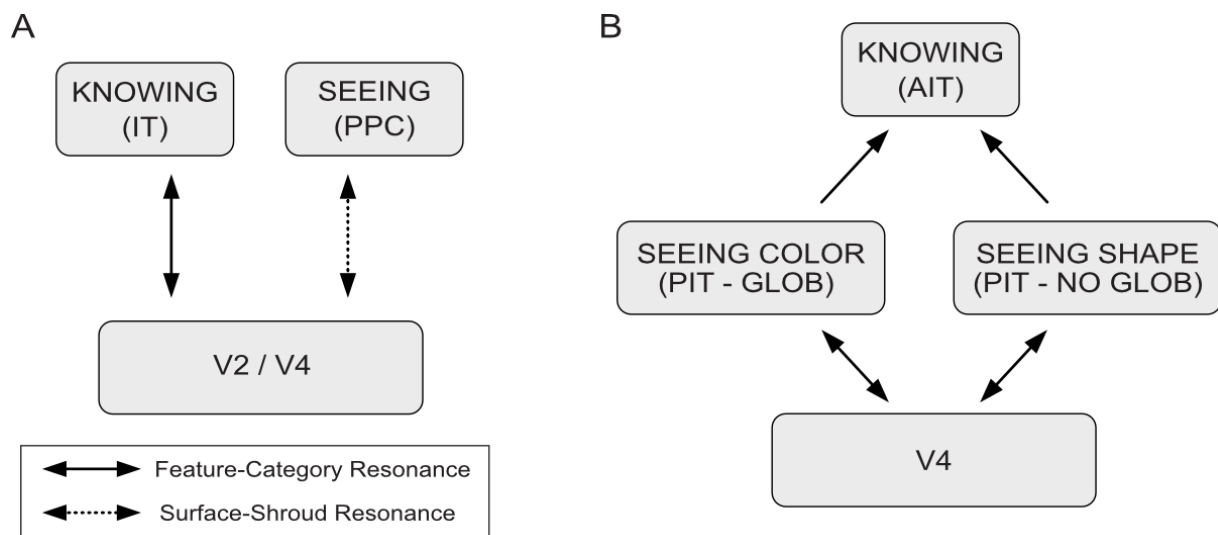 A
KNOWING
(IT)
SEEING
(PPC)
V2 / V4
Feature-Category Resonance
Surface-Shroud Resonance
B
KNOWING
(AIT)
SEEING COLOR
(PIT - GLOB)
SEEING SHAPE
(PIT - NO GLOB)
V4